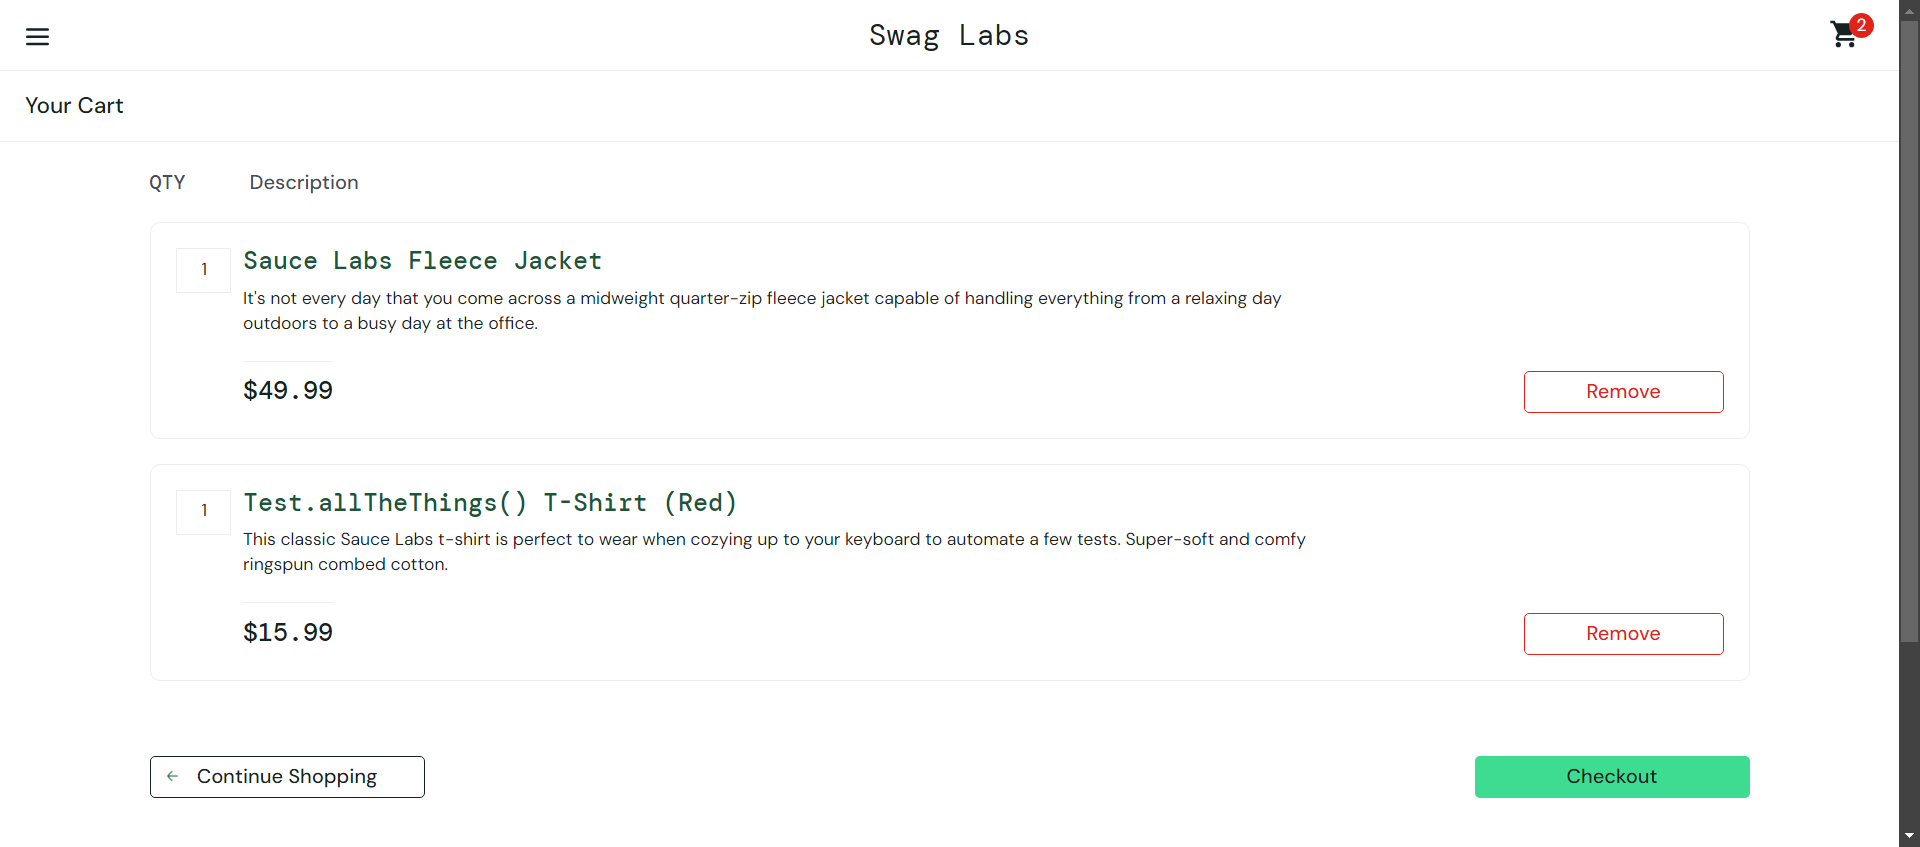 Swag Labs
2
Your Cart
QTY Description
1
Sauce Labs Fleece Jacket
It's not every day that you come across a midweight quarter-zip fleece jacket capable of handling everything from a relaxing day
outdoors to a busy day at the office.
$49.99
Remove
1
Test.allTheThings() T-Shirt (Red)
This classic Sauce Labs t-shirt is perfect to wear when cozying up to your keyboard to automate a few tests. Super-soft and comfy
ringspun combed cotton.
$15.99
Remove
Continue Shopping
Checkout